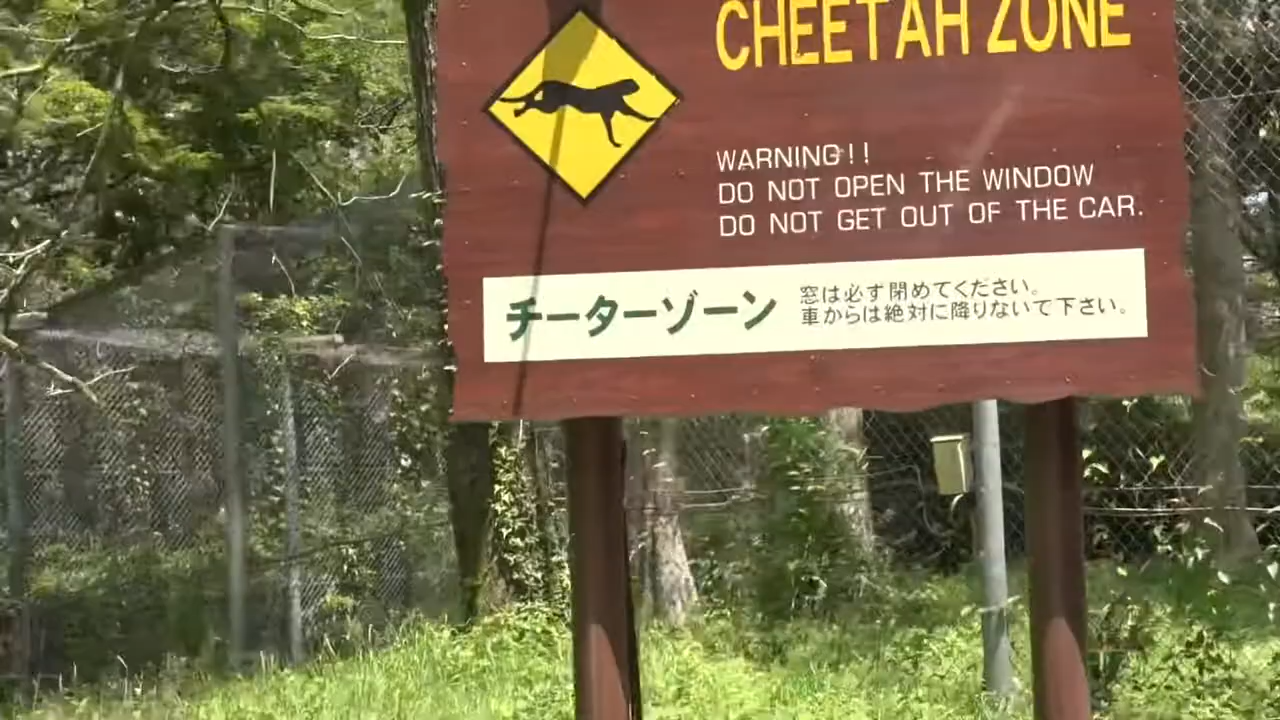 CHEETAH ZONE
WARNING!!
DO NOT OPEN THE WINDOW
DO NOT GET OUT OF THE CAR.
チーターゾーン
窓は必ず閉めてください。
車からは絶対に降りないで下さい。